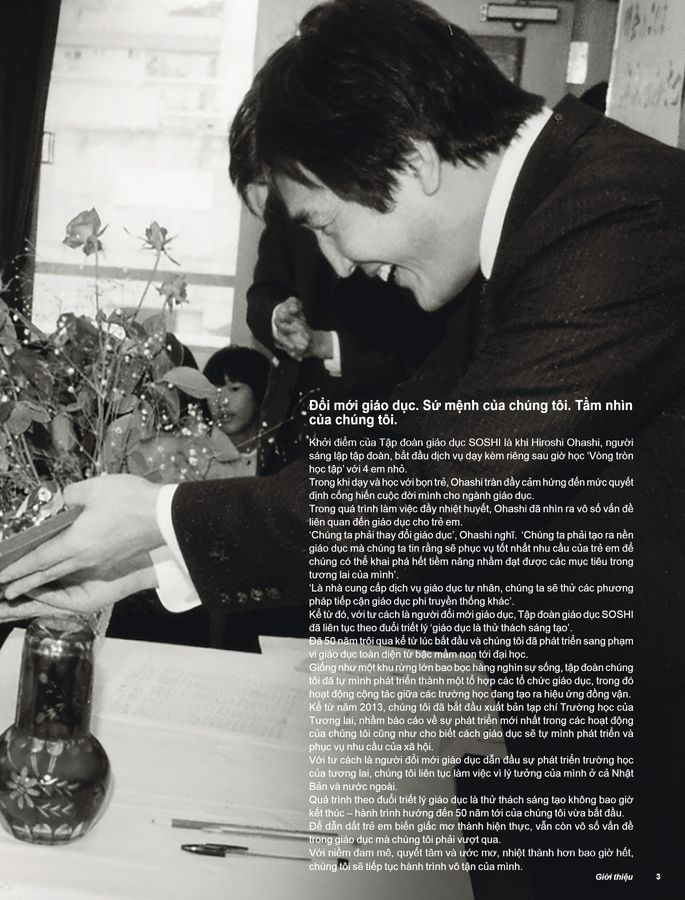 Đổi mới giáo dục. Sứ mệnh của chúng tôi. Tầm nhìn
của chúng tôi.
Khởi điểm của Tập đoàn giáo dục SOSHI là khi Hiroshi Ohashi, người
sáng lập tập đoàn, bắt đầu dịch vụ dạy kèm riêng sau giờ học ‘Vòng tròn
học tập’ với 4 em nhỏ.
Trong khi dạy và học với bọn trẻ, Ohashi tràn đầy cảm hứng đến mức quyết
định cống hiến cuộc đời mình cho ngành giáo dục.
Trong quá trình làm việc đầy nhiệt huyết, Ohashi đã nhìn ra vô số vấn đề
liên quan đến giáo dục cho trẻ em.
‘Chúng ta phải thay đổi giáo dục’, Ohashi nghĩ. ‘Chúng ta phải tạo ra nền
giáo dục mà chúng ta tin rằng sẽ phục vụ tốt nhất nhu cầu của trẻ em để
chúng có thể khai phá hết tiềm năng nhằm đạt được các mục tiêu trong
tương lai của mình’.
‘Là nhà cung cấp dịch vụ giáo dục tư nhân, chúng ta sẽ thử các phương
pháp tiếp cận giáo dục phi truyền thống khác’.
Kể từ đó, với tư cách là người đổi mới giáo dục, Tập đoàn giáo dục SOSHI
đã liên tục theo đuổi triết lý ‘giáo dục là thử thách sáng tạo’.
Đã 50 năm trôi qua kể từ lúc bắt đầu và chúng tôi đã phát triển sang phạm
vi giáo dục toàn diện từ bậc mầm non tới đại học.
Giống như một khu rừng lớn bao bọc hàng nghìn sự sống, tập đoàn chúng
tôi đã tự mình phát triển thành một tổ hợp các tổ chức giáo dục, trong đó
hoạt động cộng tác giữa các trường học đang tạo ra hiệu ứng đồng vận.
Kể từ năm 2013, chúng tôi đã bắt đầu xuất bản tạp chí Trường học của
Tương lai, nhằm báo cáo về sự phát triển mới nhất trong các hoạt động
của chúng tôi cũng như cho biết cách giáo dục sẽ tự mình phát triển và
phục vụ nhu cầu của xã hội.
Với tư cách là người đổi mới giáo dục dẫn đầu sự phát triển trường học
của tương lai, chúng tôi liên tục làm việc vì lý tưởng của mình ở cả Nhật
Bản và nước ngoài.
Quá trình theo đuổi triết lý giáo dục là thử thách sáng tạo không bao giờ
kết thúc – hành trình hướng đến 50 năm tới của chúng tôi vừa bắt đầu.
Để dẫn dắt trẻ em biến giấc mơ thành hiện thực, vẫn còn vô số vấn đề
trong giáo dục mà chúng tôi phải vượt qua.
Với niềm đam mê, quyết tâm và ước mơ, nhiệt thành hơn bao giờ hết,
chúng tôi sẽ tiếp tục hành trình vô tận của mình.
Giới thiệu 3